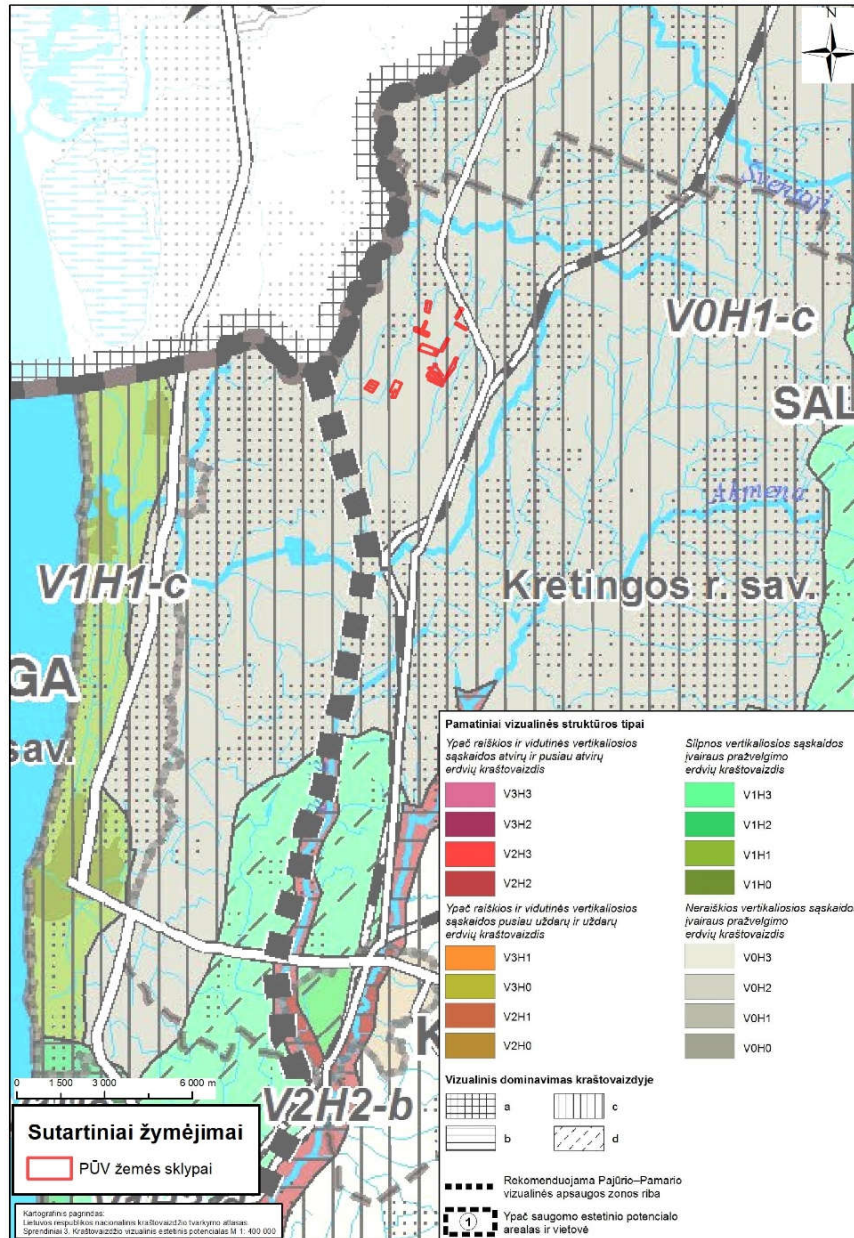 Z
Šventoji
V0H1-c
SAL
Akmena
V1H1-c
Kretingos r. sav.
GA
sav.
Pamatiniai vizualinės struktūros tipai
Ypač raiškios ir vidutinės vertikaliosios
sąskaidos atvirų ir pusiau atvirų
erdvių kraštovaizdis
V3H3
V3H2
V2H3
V2H2
Silpnos vertikaliosios sąskaidos
įvairaus pražvelgimo
erdvių kraštovaizdis
V1H3
V1H2
V1H1
V1H0
Ypač raiškios ir vidutinės vertikaliosios
sąskaidos pusiau uždarų ir uždarų
erdvių kraštovaizdis
V3H1
V3H0
V2H1
V2H0
Neraiškios vertikaliosios sąskaidos
įvairaus pražvelgimo
erdvių kraštovaizdis
V0H3
V0H2
V0H1
V0H0
Vizualinis dominavimas kraštovaizdyje
a
c
b
d
Rekomenduojama Pajūrio–Pamario
vizualinės apsaugos zonos riba
1
Ypač saugomo estetinio potencialo
arealas ir vietovė
K
V2H2-b
0 1 500 3 000 6 000 m
Sutartiniai žymėjimai
PŪV žemės sklypai
Kartografinis pagrindas:
Lietuvos respublikos nacionalinis kraštovaizdžio tvarkymo atlasas.
Sprendiniai 3. Kraštovaizdžio vizualinis estetinis potencialas M 1: 400 000